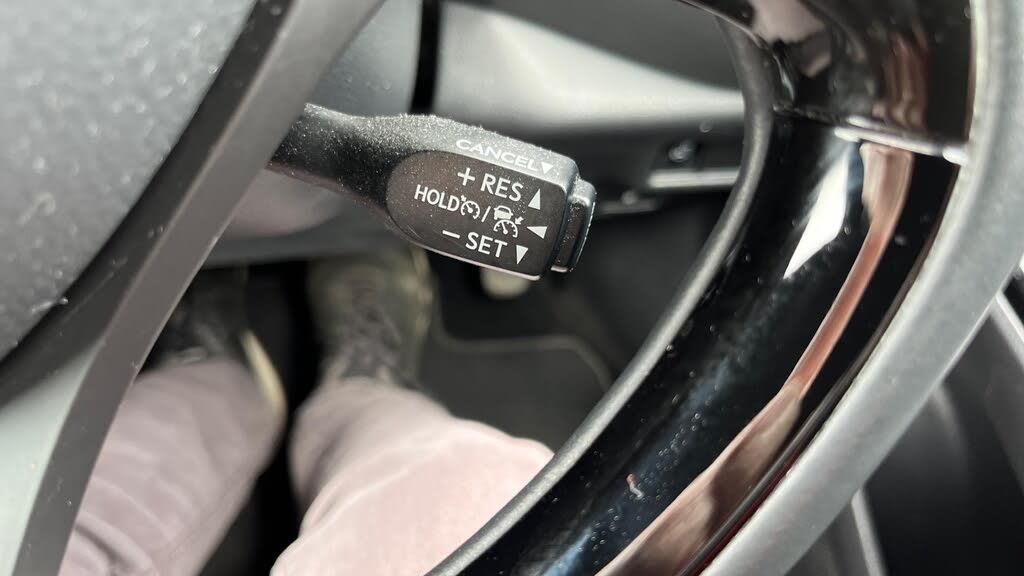 CANCEL
+ RES
HOLD /
− SET